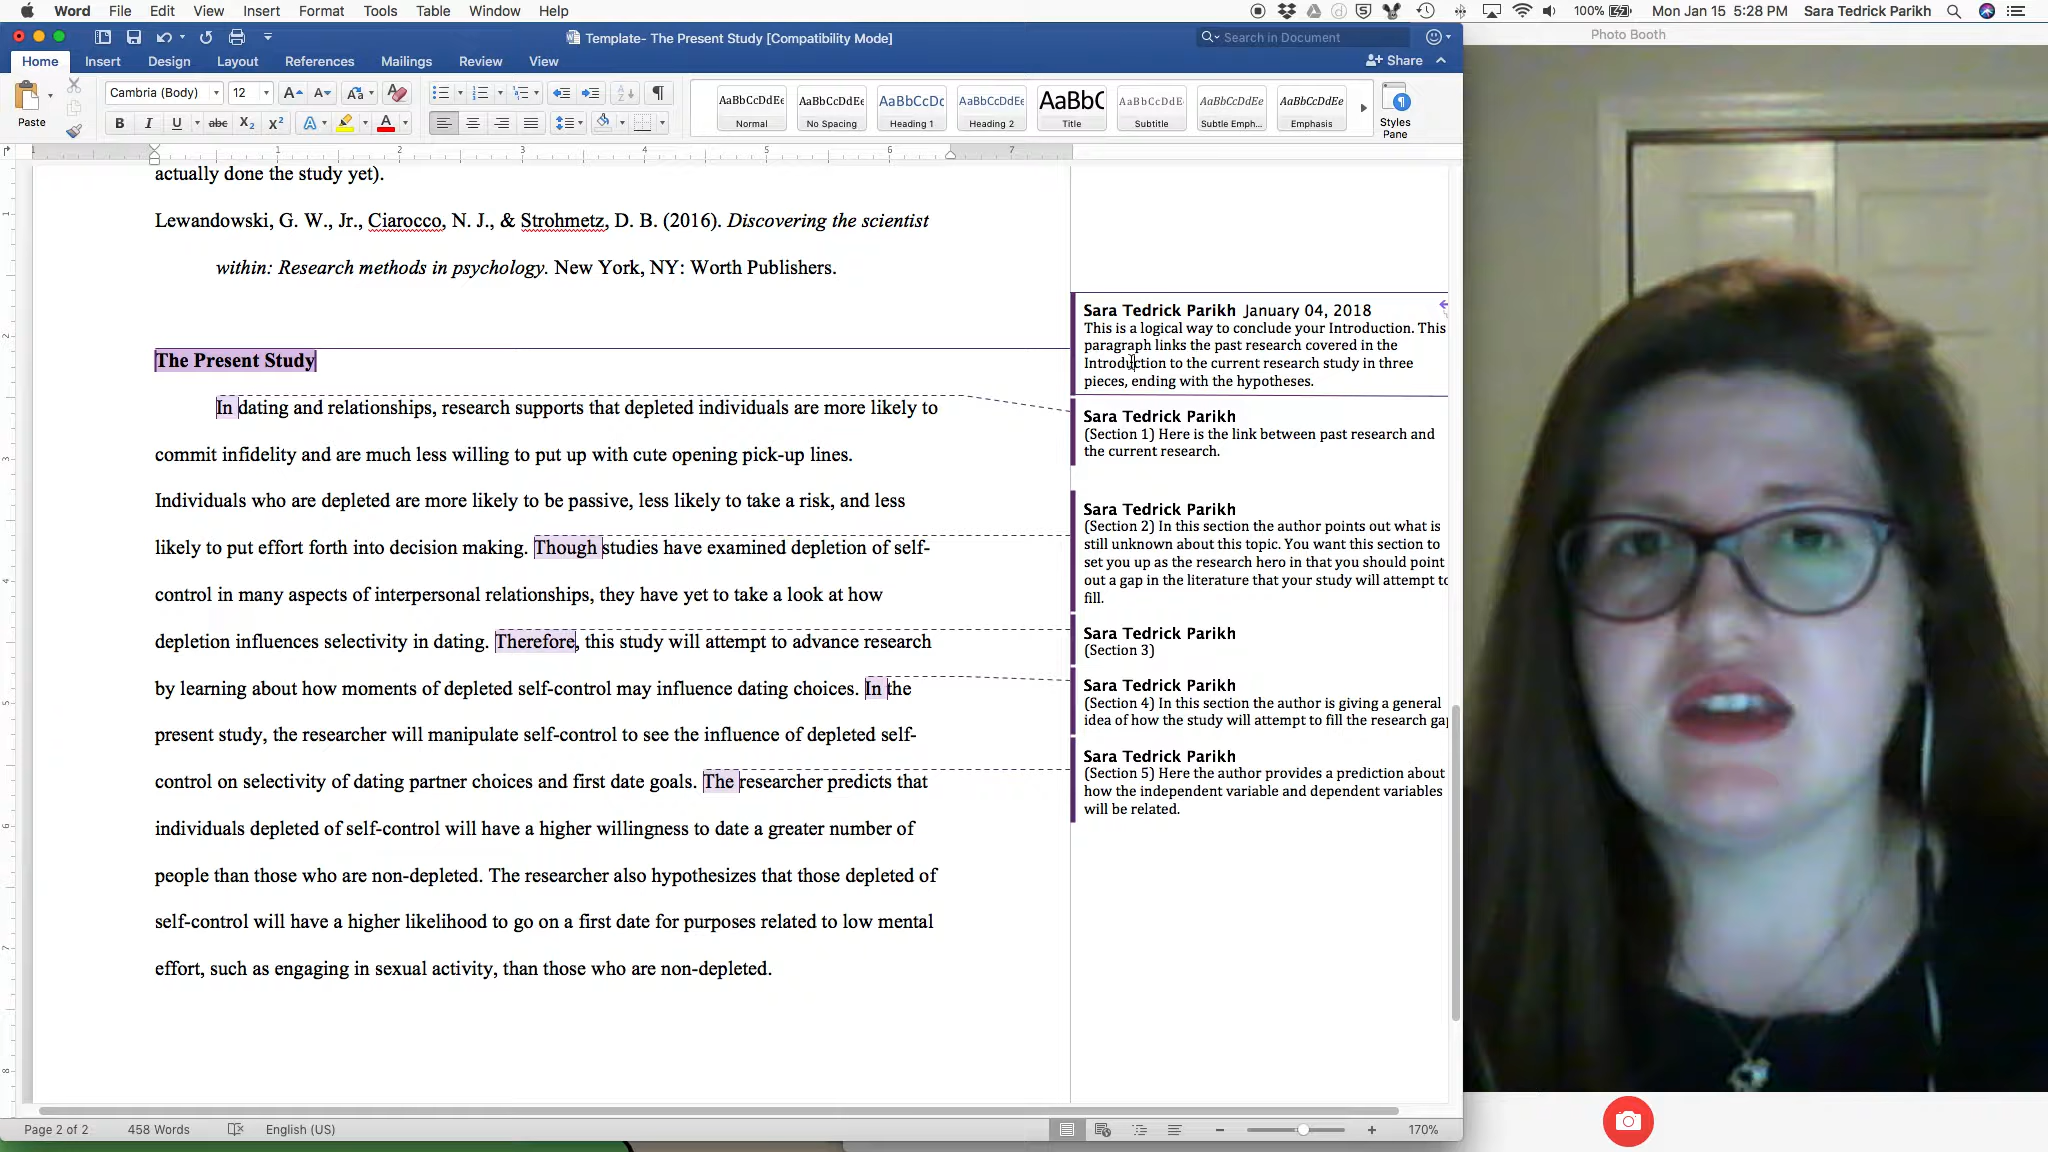 Word File Edit View Insert Format Tools Table Window Help 100% Mon Jan 15 5:28 PM Sara Tedrick Parikh
Photo Booth
Template- The Present Study [Compatibility Mode] Search in Document
Home Insert Design Layout References Mailings Review View Share
Paste Cambria (Body) 12 AaBbCcDdEe Normal AaBbCcDdEe No Spacing AaBbCcDc Heading 1 AaBbCcDdEe Heading 2 AaBbC Title AaBbCcDdE Subtitle AaBbCcDdEe Subtle Emph... AaBbCcDdEe Emphasis Styles Pane
actually done the study yet).
Lewandowski, G. W., Jr., Ciarocco, N. J., & Strohmetz, D. B. (2016). Discovering the scientist
within: Research methods in psychology. New York, NY: Worth Publishers.
The Present Study
In dating and relationships, research supports that depleted individuals are more likely to
commit infidelity and are much less willing to put up with cute opening pick-up lines.
Individuals who are depleted are more likely to be passive, less likely to take a risk, and less
likely to put effort forth into decision making. Though studies have examined depletion of self-
control in many aspects of interpersonal relationships, they have yet to take a look at how
depletion influences selectivity in dating. Therefore, this study will attempt to advance research
by learning about how moments of depleted self-control may influence dating choices. In the
present study, the researcher will manipulate self-control to see the influence of depleted self-
control on selectivity of dating partner choices and first date goals. The researcher predicts that
individuals depleted of self-control will have a higher willingness to date a greater number of
people than those who are non-depleted. The researcher also hypothesizes that those depleted of
self-control will have a higher likelihood to go on a first date for purposes related to low mental
effort, such as engaging in sexual activity, than those who are non-depleted.
Sara Tedrick Parikh January 04, 2018
This is a logical way to conclude your Introduction. This
paragraph links the past research covered in the
Introduction to the current research study in three
pieces, ending with the hypotheses.
Sara Tedrick Parikh
(Section 1) Here is the link between past research and
the current research.
Sara Tedrick Parikh
(Section 2) In this section the author points out what is
still unknown about this topic. You want this section to
set you up as the research hero in that you should point
out a gap in the literature that your study will attempt to
fill.
Sara Tedrick Parikh
(Section 3)
Sara Tedrick Parikh
(Section 4) In this section the author is giving a general
idea of how the study will attempt to fill the research gap
Sara Tedrick Parikh
(Section 5) Here the author provides a prediction about
how the independent variable and dependent variables
will be related.
Page 2 of 2 458 Words English (US) 170%